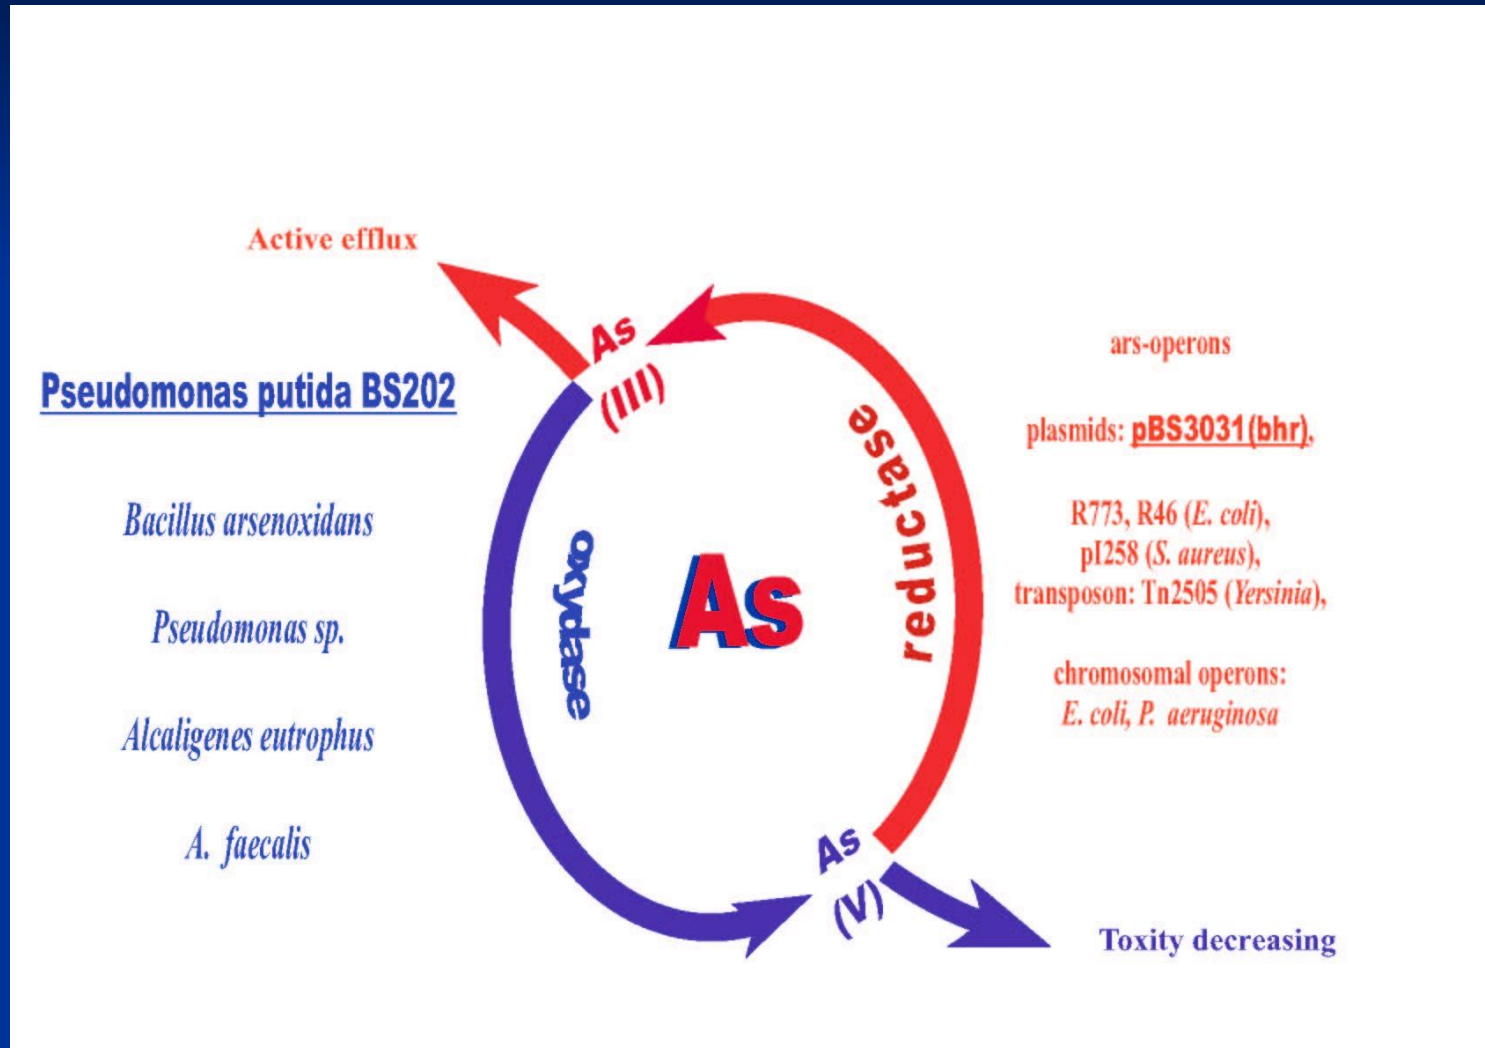 Active efflux
As
(III)
Pseudomonas putida BS202
Bacillus arsenoxidans
Pseudomonas sp.
Alcaligenes eutrophus
A. faecalis
oxydase
As
reductase
ars-operons
plasmids: pBS3031(bhr),
R773, R46 (E. coli),
pI258 (S. aureus),
transposon: Tn2505 (Yersinia),
chromosomal operons:
E. coli, P. aeruginosa
As
(V)
Toxity decreasing